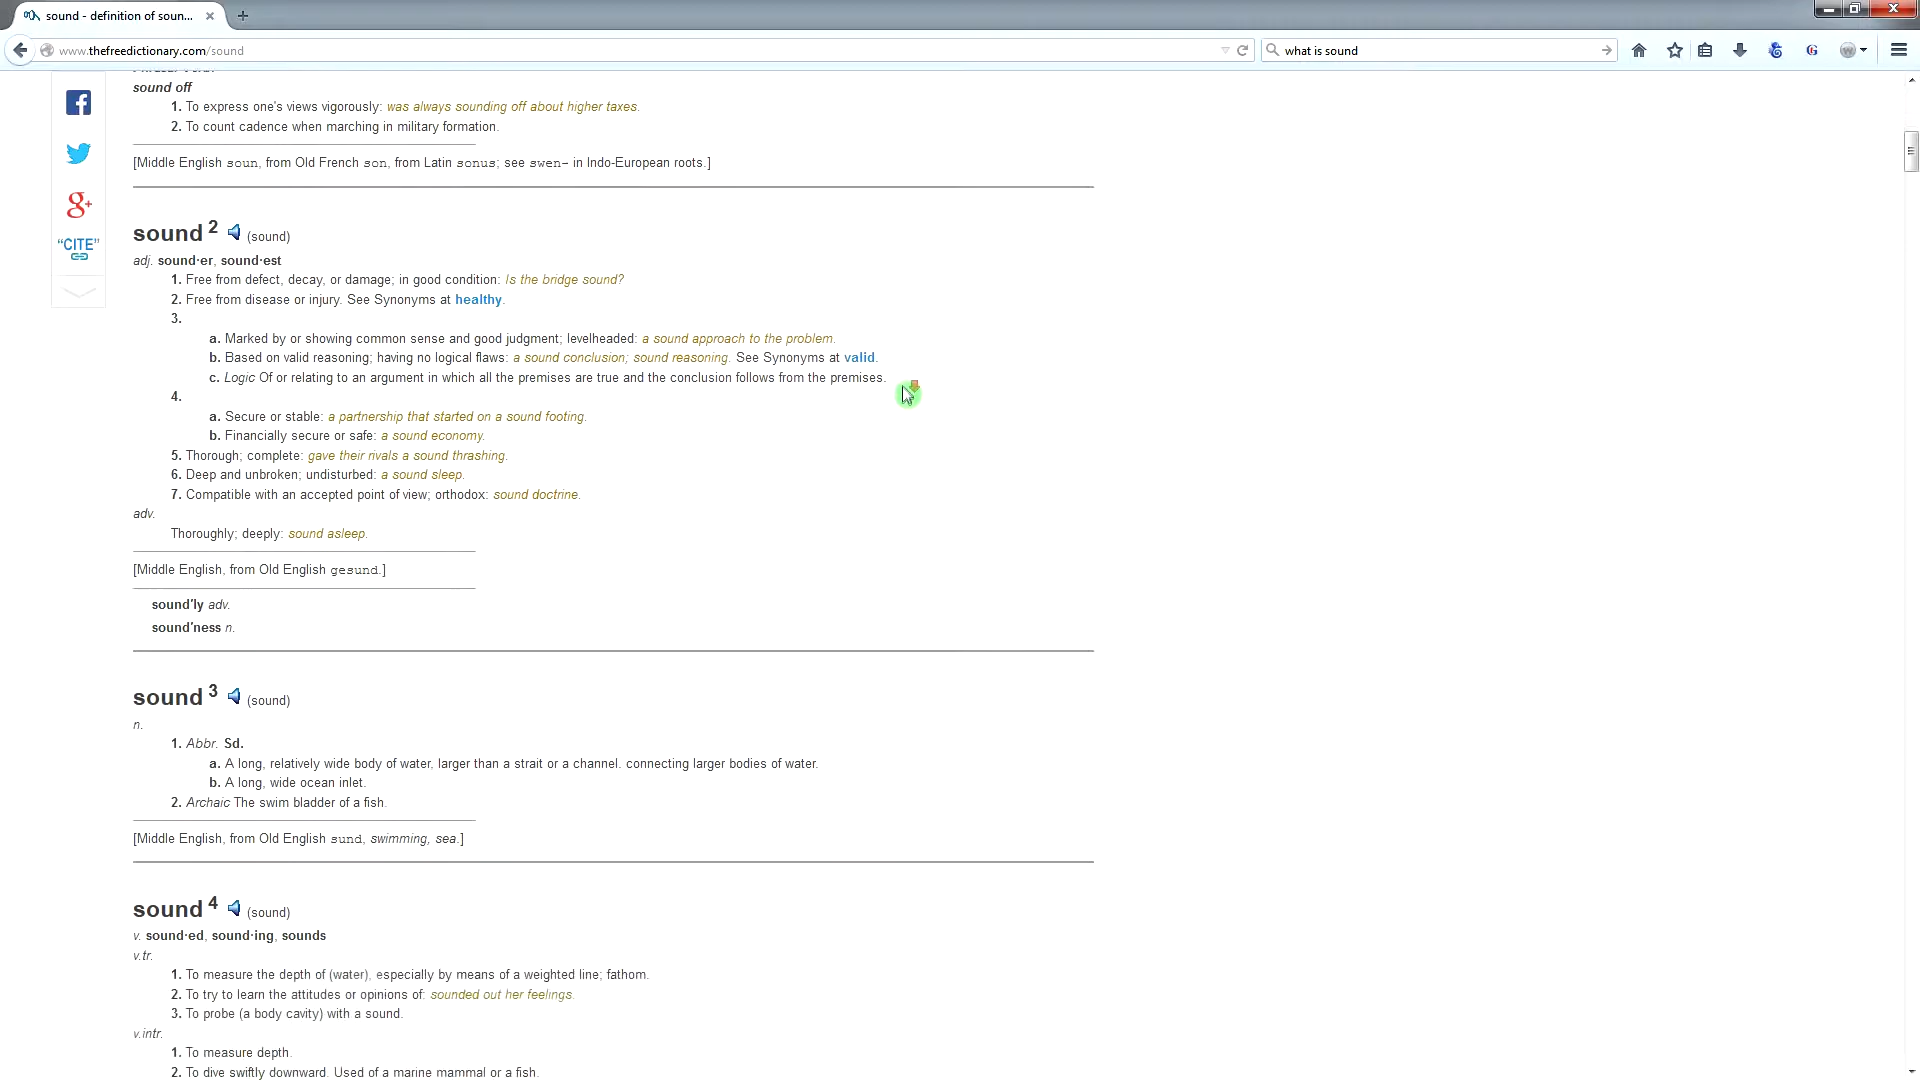 sound - definition of soun...
www.thefreedictionary.com/sound
what is sound
sound off
1. To express one's views vigorously: was always sounding off about higher taxes.
2. To count cadence when marching in military formation.
[Middle English soun, from Old French son, from Latin sonus; see swen- in Indo-European roots.]
"CITE"
sound 2 (sound)
adj. sound·er, sound·est
1. Free from defect, decay, or damage; in good condition: Is the bridge sound?
2. Free from disease or injury. See Synonyms at healthy.
3.
a. Marked by or showing common sense and good judgment; levelheaded: a sound approach to the problem.
b. Based on valid reasoning; having no logical flaws: a sound conclusion; sound reasoning. See Synonyms at valid.
c. Logic Of or relating to an argument in which all the premises are true and the conclusion follows from the premises.
4.
a. Secure or stable: a partnership that started on a sound footing.
b. Financially secure or safe: a sound economy.
5. Thorough; complete: gave their rivals a sound thrashing.
6. Deep and unbroken; undisturbed: a sound sleep.
7. Compatible with an accepted point of view; orthodox: sound doctrine.
adv.
Thoroughly; deeply: sound asleep.
[Middle English, from Old English gesund.]
sound′ly adv.
sound′ness n.
sound 3 (sound)
n.
1. Abbr. Sd.
a. A long, relatively wide body of water, larger than a strait or a channel. connecting larger bodies of water.
b. A long, wide ocean inlet.
2. Archaic The swim bladder of a fish.
[Middle English, from Old English sund, swimming, sea.]
sound 4 (sound)
v. sound·ed, sound·ing, sounds
v.tr.
1. To measure the depth of (water), especially by means of a weighted line; fathom.
2. To try to learn the attitudes or opinions of: sounded out her feelings.
3. To probe (a body cavity) with a sound.
v.intr.
1. To measure depth.
2. To dive swiftly downward. Used of a marine mammal or a fish.